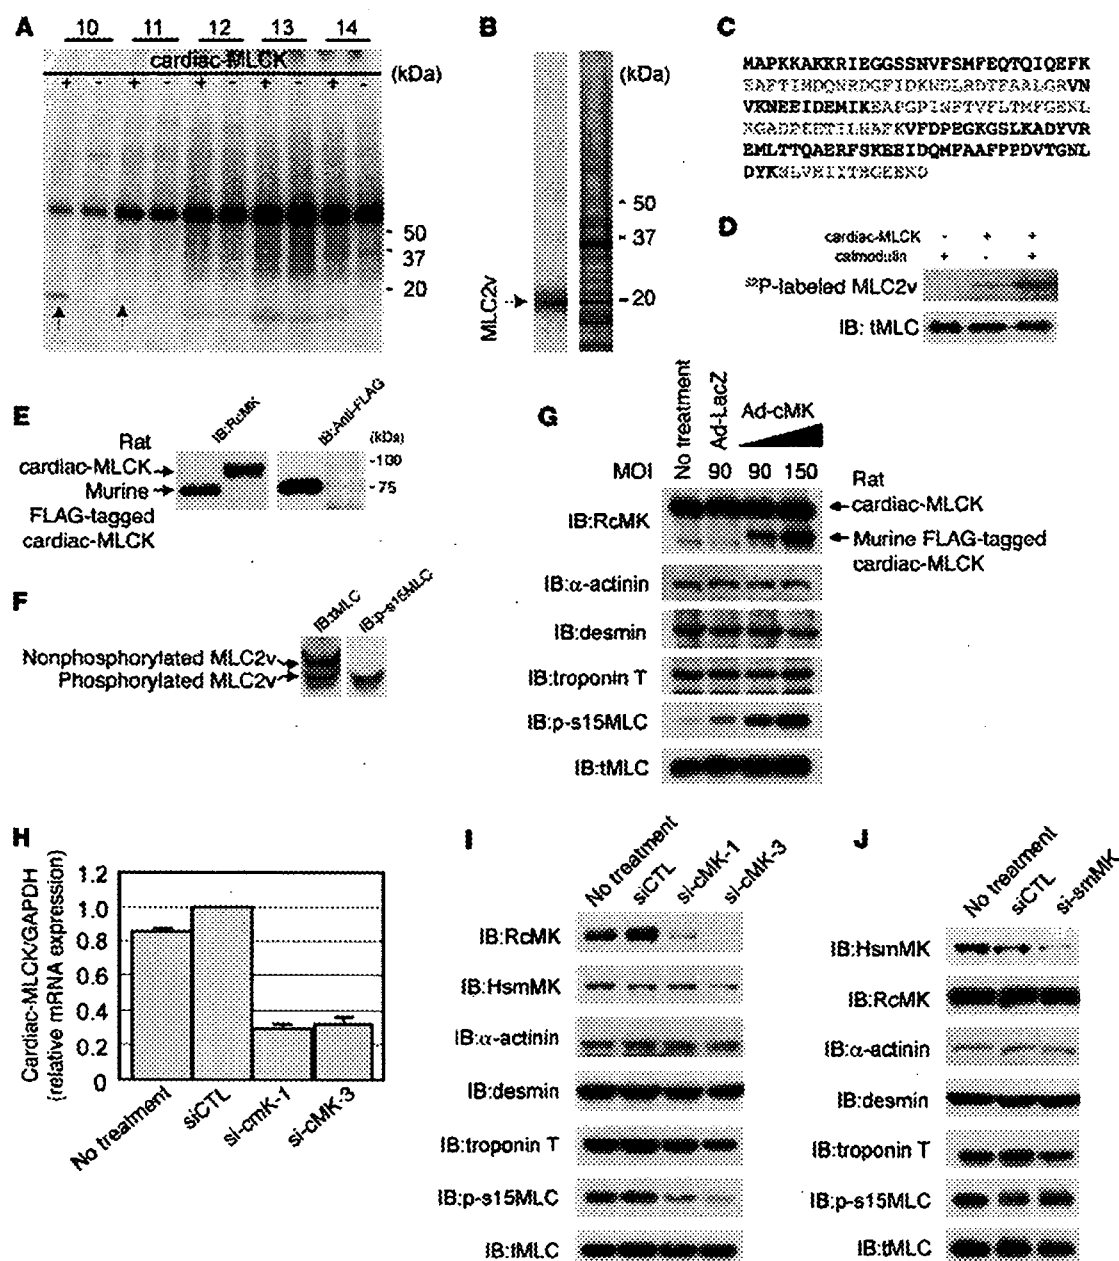 A
10 11 12 13 14
cardiac-MLCK
+ - + - + - + - + -
(kDa)
- 50
- 37
- 20
B
(kDa)
- 50
- 37
- 20
MLC2v
C
MAPKKAKKRIEGGSSNVFSMFEQTQIQEFK
VN
VKNEEIDEMIK
VFDPEGKGSLKADYVR
EMLTTQAERFSKEEIDQMFAAFPPDVTGNL
DYK
D
cardiac-MLCK - + +
calmodulin + - +
32P-labeled MLC2v
IB: tMLC
E
IB:RcMK
IB:Anti-FLAG
(kDa)
-100
-75
Rat
cardiac-MLCK
Murine
FLAG-tagged
cardiac-MLCK
F
IB:tMLC
IB:p-s15MLC
Nonphosphorylated MLC2v
Phosphorylated MLC2v
G
No treatment
Ad-LacZ
Ad-cMK
MOI 90 90 150
IB:RcMK
Rat
cardiac-MLCK
Murine FLAG-tagged
cardiac-MLCK
IB:α-actinin
IB:desmin
IB:troponin T
IB:p-s15MLC
IB:tMLC
H
Cardiac-MLCK/GAPDH
(relative mRNA expression)
1.2
1.0
0.8
0.6
0.4
0.2
0
No treatment
siCTL
si-cmK-1
si-cMK-3
I
No treatment
siCTL
si-cMK-1
si-cMK-3
IB:RcMK
IB:HsmMK
IB:α-actinin
IB:desmin
IB:troponin T
IB:p-s15MLC
IB:tMLC
J
No treatment
siCTL
si-smMK
IB:HsmMK
IB:RcMK
IB:α-actinin
IB:desmin
IB:troponin T
IB:p-s15MLC
IB:tMLC